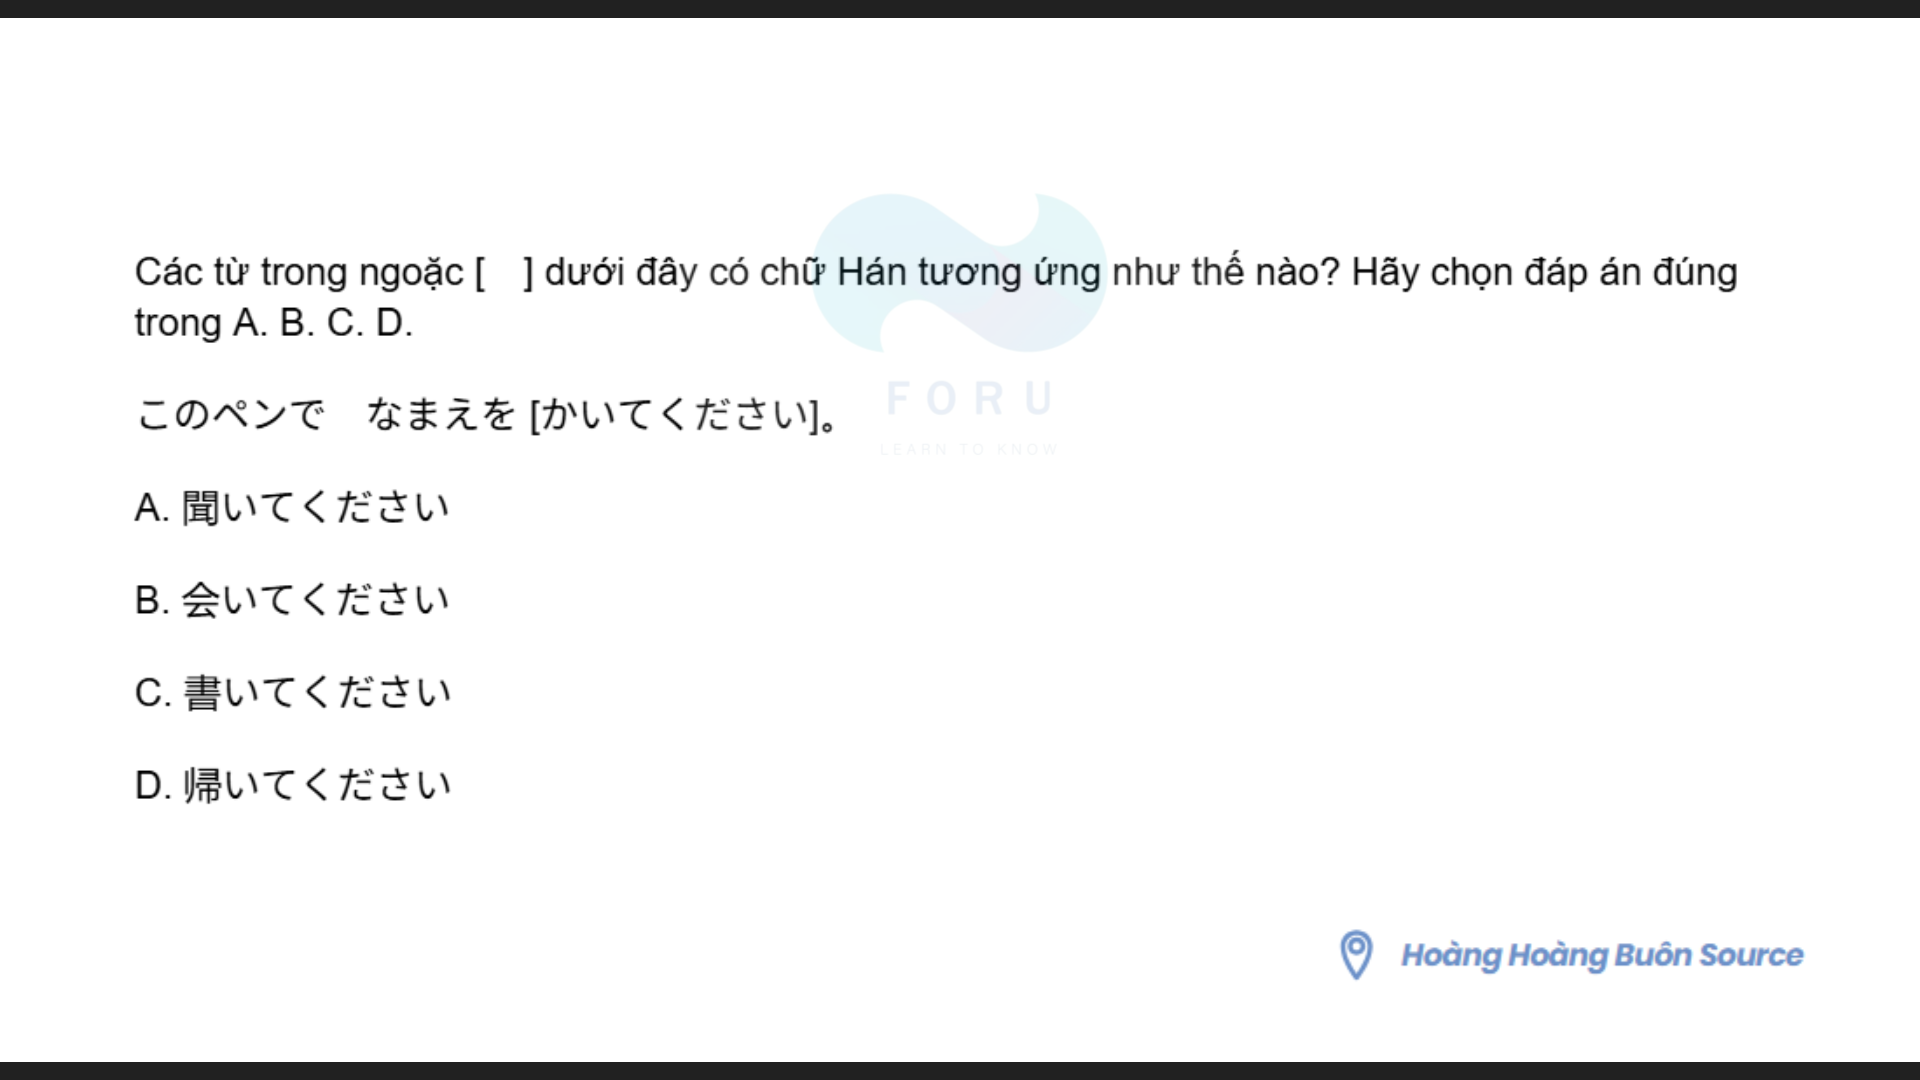 Các từ trong ngoặc [　] dưới đây có chữ Hán tương ứng như thế nào? Hãy chọn đáp án đúng
trong A. B. C. D.
このペンで　なまえを [かいてください]。
FORU
LEARN TO KNOW
A. 聞いてください
B. 会いてください
C. 書いてください
D. 帰いてください
Hoàng Hoàng Buôn Source